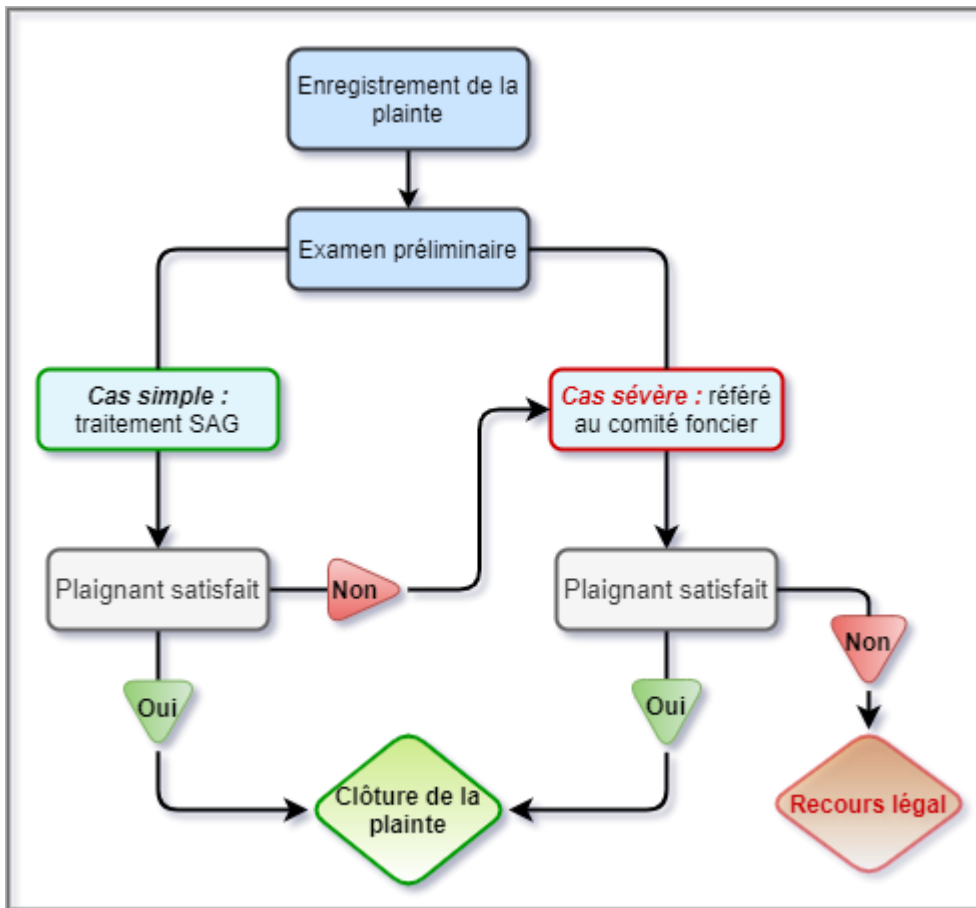 Enregistrement de la
plainte
Examen préliminaire
Cas simple :
traitement SAG
Cas sévère : référé
au comité foncier
Plaignant satisfait
Non
Plaignant satisfait
Non
Oui
Oui
Clôture de la
plainte
Recours légal